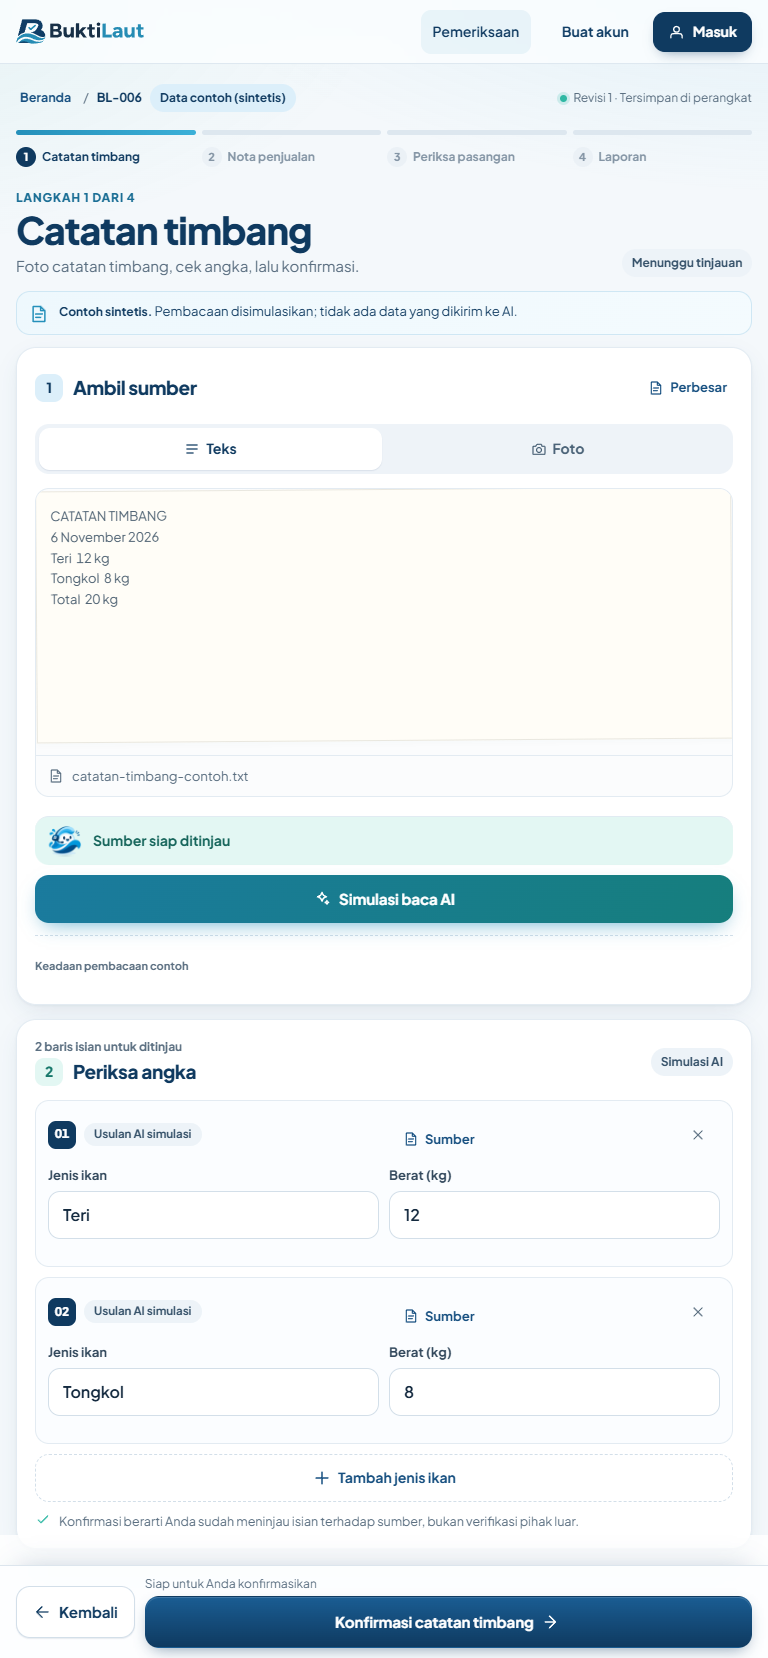 BuktiLaut
Pemeriksaan
Buat akun
Masuk
Beranda / BL-006 Data contoh (sintetis)
Revisi 1 · Tersimpan di perangkat
1 Catatan timbang
2 Nota penjualan
3 Periksa pasangan
4 Laporan
LANGKAH 1 DARI 4
Catatan timbang
Foto catatan timbang, cek angka, lalu konfirmasi.
Menunggu tinjauan
Contoh sintetis. Pembacaan disimulasikan; tidak ada data yang dikirim ke AI.
1 Ambil sumber
Perbesar
Teks
Foto
CATATAN TIMBANG
6 November 2026
Teri 12 kg
Tongkol 8 kg
Total 20 kg
catatan-timbang-contoh.txt
Sumber siap ditinjau
Simulasi baca AI
Keadaan pembacaan contoh
2 baris isian untuk ditinjau
2 Periksa angka
Simulasi AI
01 Usulan AI simulasi
Sumber
Jenis ikan
Berat (kg)
Teri
12
02 Usulan AI simulasi
Sumber
Jenis ikan
Berat (kg)
Tongkol
8
Tambah jenis ikan
Konfirmasi berarti Anda sudah meninjau isian terhadap sumber, bukan verifikasi pihak luar.
Siap untuk Anda konfirmasikan
Kembali
Konfirmasi catatan timbang